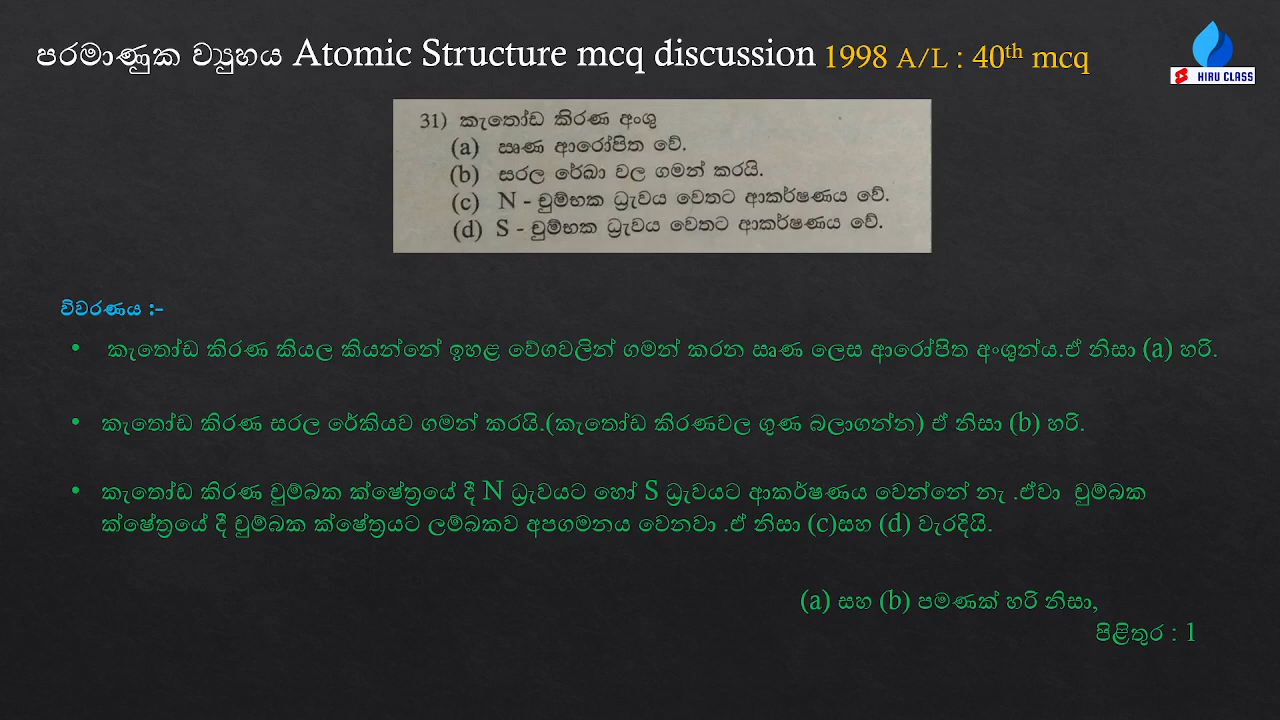 පරමාණුක ව්‍යුහය Atomic Structure mcq discussion 1998 A/L : 40th mcq
HIRU CLASS
31) කැතෝඩ කිරණ අංශු
(a) ඍණ ආරෝපිත වේ.
(b) සරල රේඛා වල ගමන් කරයි.
(c) N - චුම්භක ධ්‍රැවය වෙතට ආකර්ෂණය වේ.
(d) S - චුම්භක ධ්‍රැවය වෙතට ආකර්ෂණය වේ.
විවරණය :-
• කැතෝඩ කිරණ කියල කියන්නේ ඉහළ වේගවලින් ගමන් කරන ඍණ ලෙස ආරෝපිත අංශුන්ය.ඒ නිසා (a) හරි.
• කැතෝඩ කිරණ සරල රේකියව ගමන් කරයි.(කැතෝඩ කිරණවල ගුණ බලාගන්න) ඒ නිසා (b) හරි.
• කැතෝඩ කිරණ චුම්බක ක්ෂේත්‍රයේ දී N ධ්‍රැවයට හෝ S ධ්‍රැවයට ආකර්ෂණය වෙන්නේ නැ .ඒවා චුම්බක
ක්ෂේත්‍රයේ දී චුම්බක ක්ෂේත්‍රයට ලම්බකව අපගමනය වෙනවා .ඒ නිසා (c)සහ (d) වැරදියි.
(a) සහ (b) පමණක් හරි නිසා,
පිළිතුර : 1